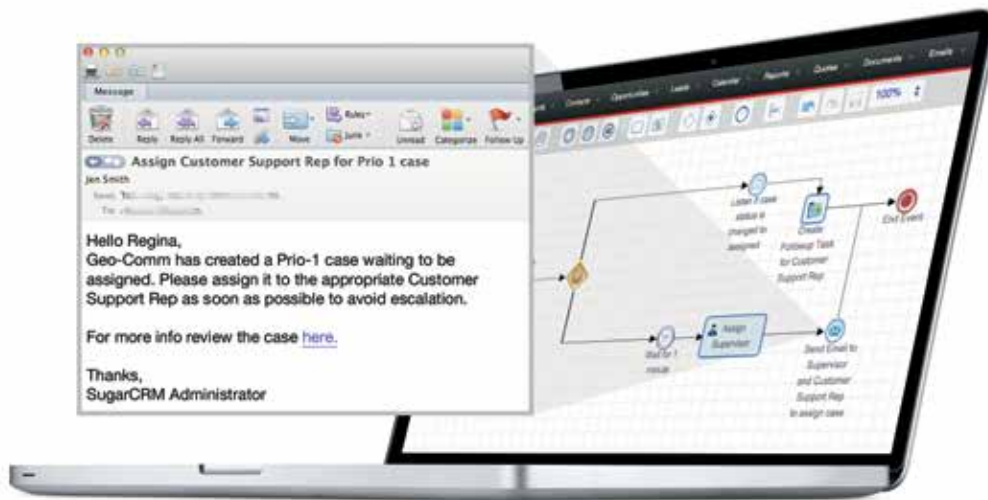 Message
Delete
Reply
Reply All
Forward
Move
Rules
Junk
Unread
Categorize
Follow Up
Assign Customer Support Rep for Prio 1 case
Jen Smith
To:
Hello Regina,
Geo-Comm has created a Prio-1 case waiting to be
assigned. Please assign it to the appropriate Customer
Support Rep as soon as possible to avoid escalation.
For more info review the case here.
Thanks,
SugarCRM Administrator
Opportunities
Leads
Calendar
Reports
Quotes
Documents
Emails
100%
Listen if case
status is
changed to
assigned
Create
Followup Task
for Customer
Support Rep
End Event
Wait for 1
minute
Assign
Supervisor
Send Email to
Supervisor
and Customer
Support Rep
to assign case